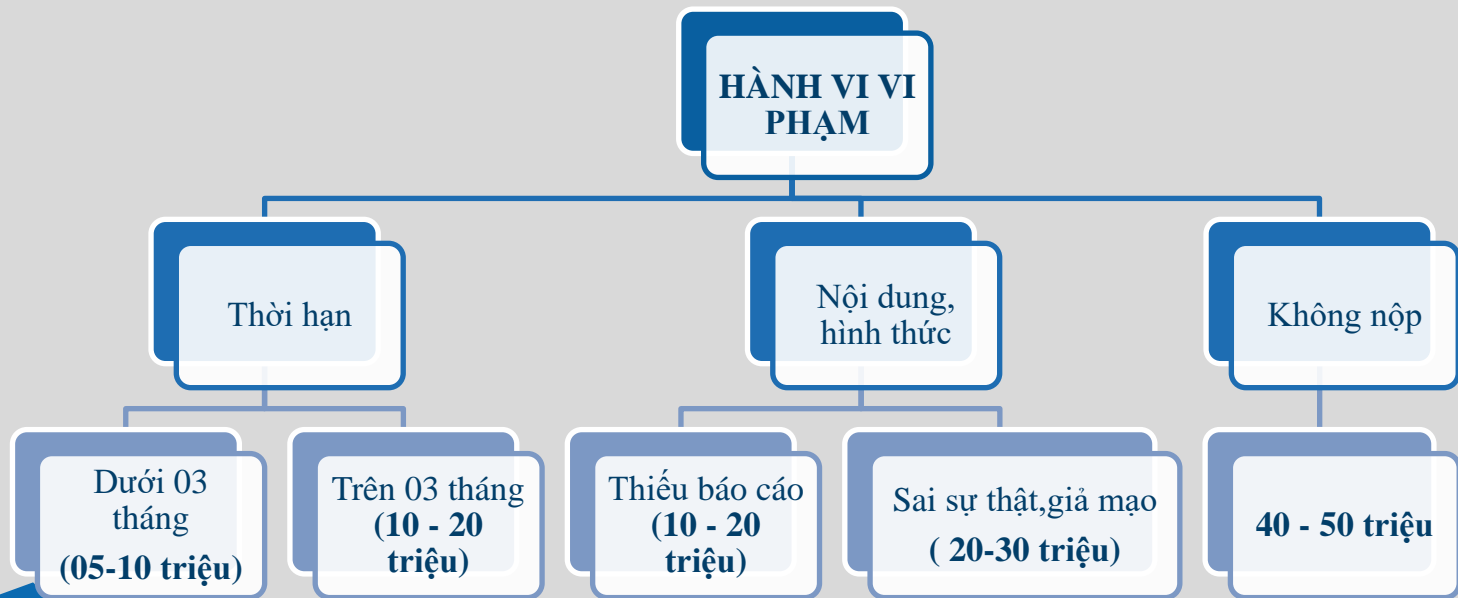 HÀNH VI VI
PHẠM
Thời hạn
Nội dung,
hình thức
Không nộp
Dưới 03
tháng
(05-10 triệu)
Trên 03 tháng
(10 - 20
triệu)
Thiếu báo cáo
(10 - 20
triệu)
Sai sự thật,giả mạo
( 20-30 triệu)
40 - 50 triệu